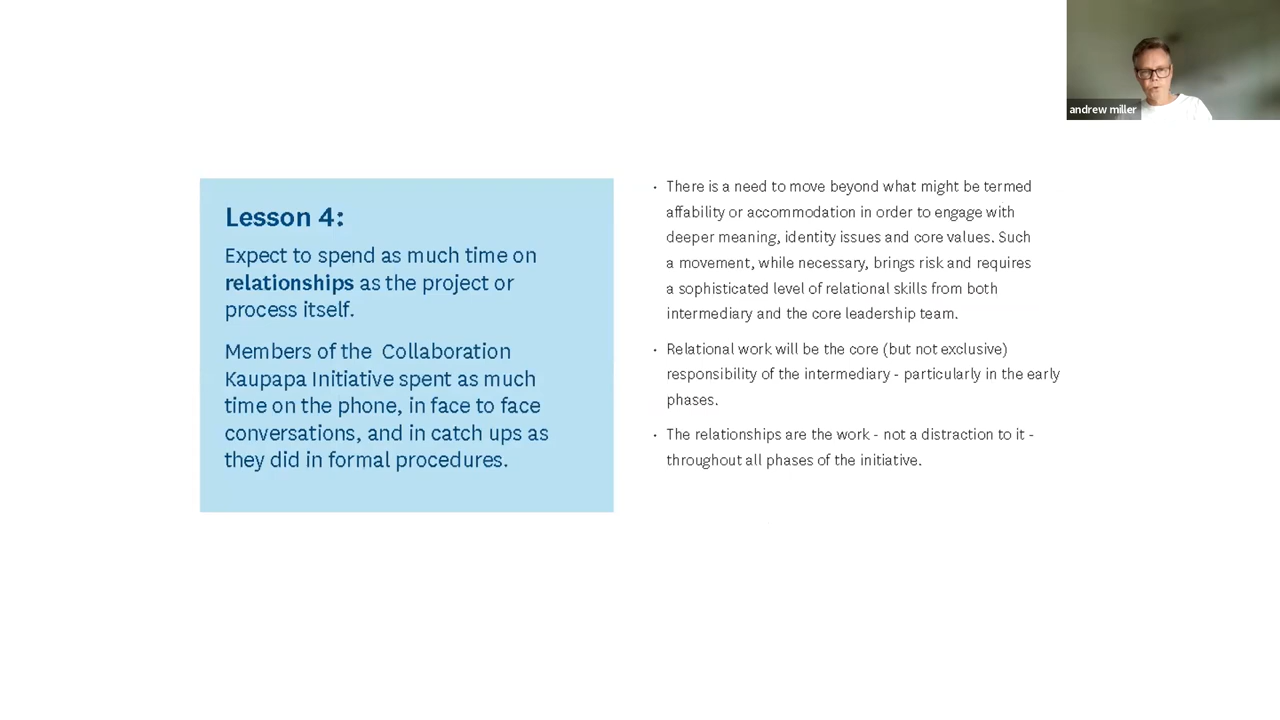 andrew miller
Lesson 4:
Expect to spend as much time on
relationships as the project or
process itself.
Members of the Collaboration
Kaupapa Initiative spent as much
time on the phone, in face to face
conversations, and in catch ups as
they did in formal procedures.
· There is a need to move beyond what might be termed
affability or accommodation in order to engage with
deeper meaning, identity issues and core values. Such
a movement, while necessary, brings risk and requires
a sophisticated level of relational skills from both
intermediary and the core leadership team.
· Relational work will be the core (but not exclusive)
responsibility of the intermediary - particularly in the early
phases.
· The relationships are the work - not a distraction to it -
throughout all phases of the initiative.